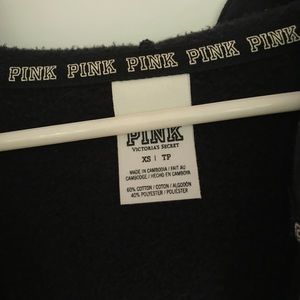 PINK PINK PINK PINK PINK
PINK
VICTORIA'S SECRET
XS | TP
MADE IN CAMBODIA / FAIT AU
CAMBODGE / HECHO EN CAMBOYA
60% COTTON / COTON / ALGODÓN
40% POLYESTER / POLIÉSTER